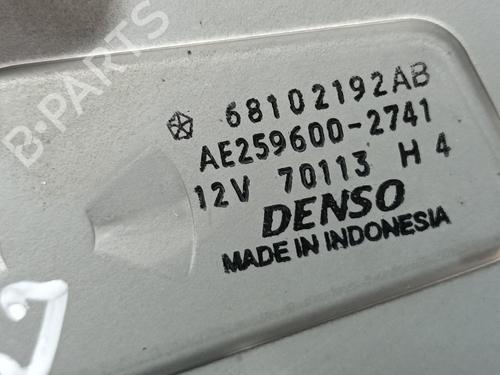 68102192AB
AE259600-2741
12V 70113 H 4
DENSO
MADE IN INDONESIA
B-PARTS